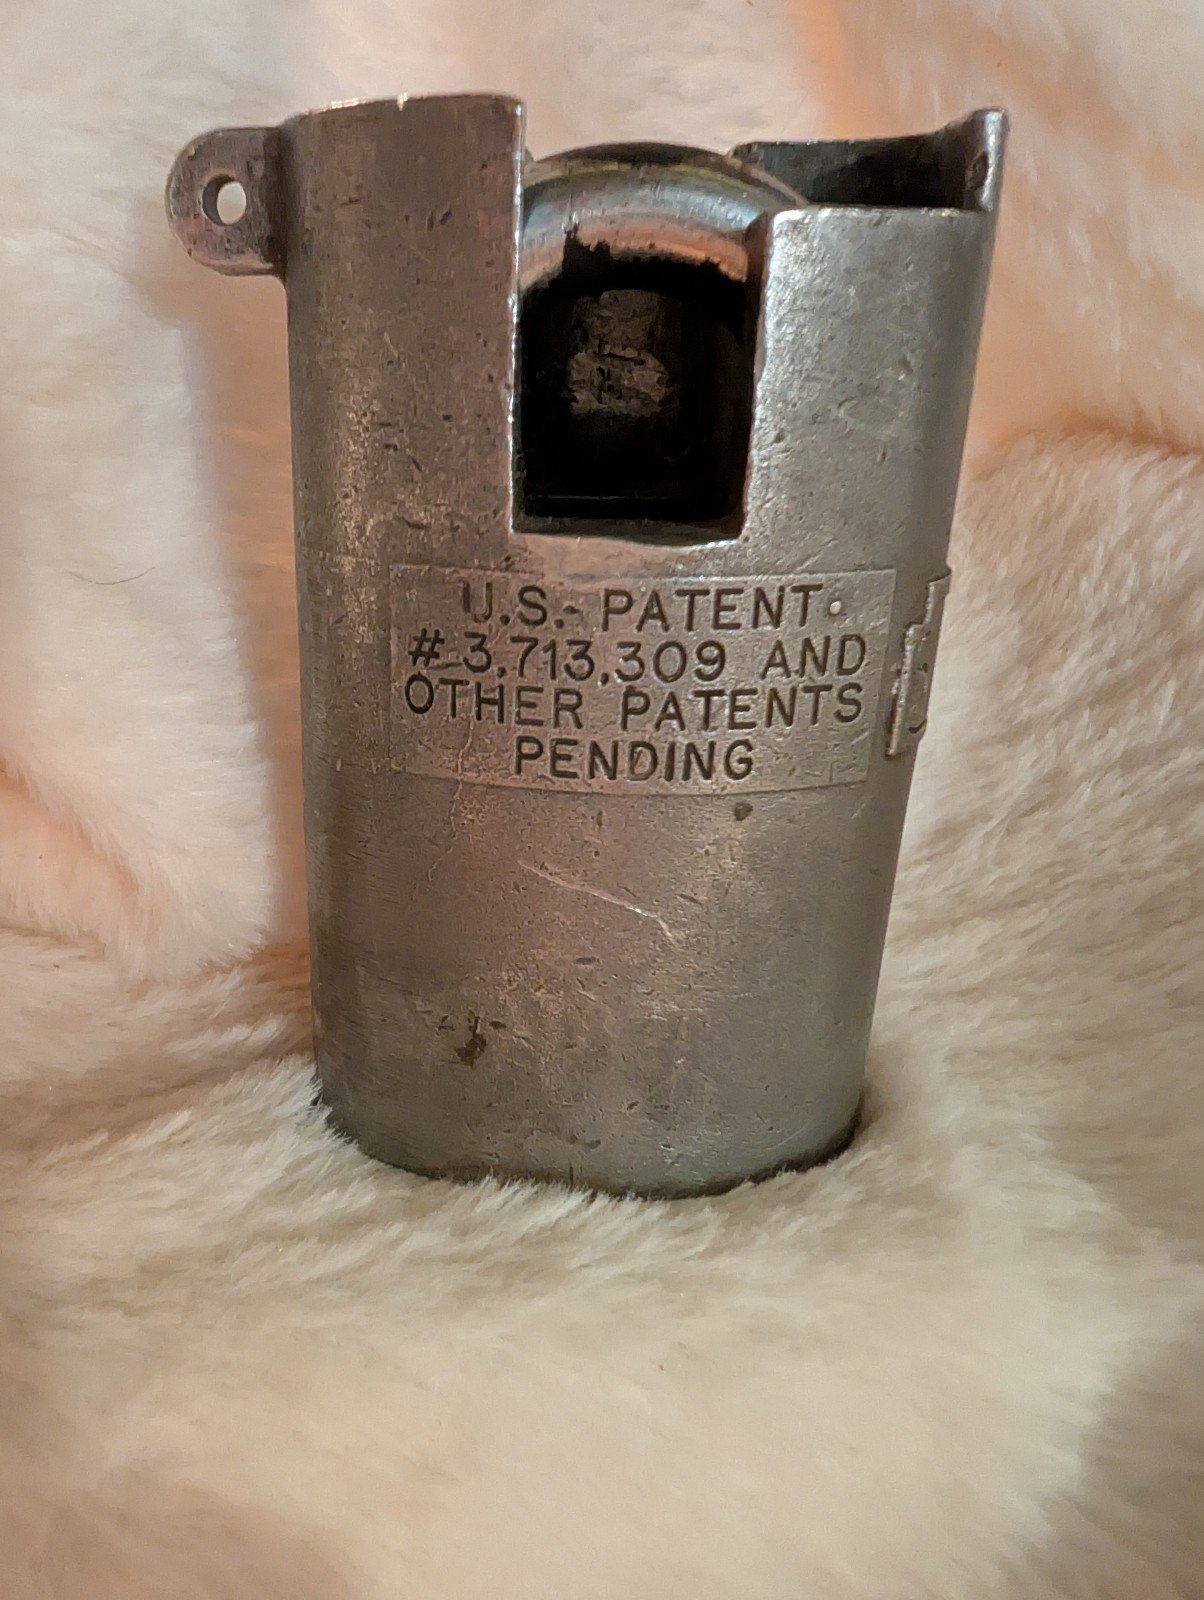 U.S. PATENT
# 3,713,309 AND
OTHER PATENTS
PENDING